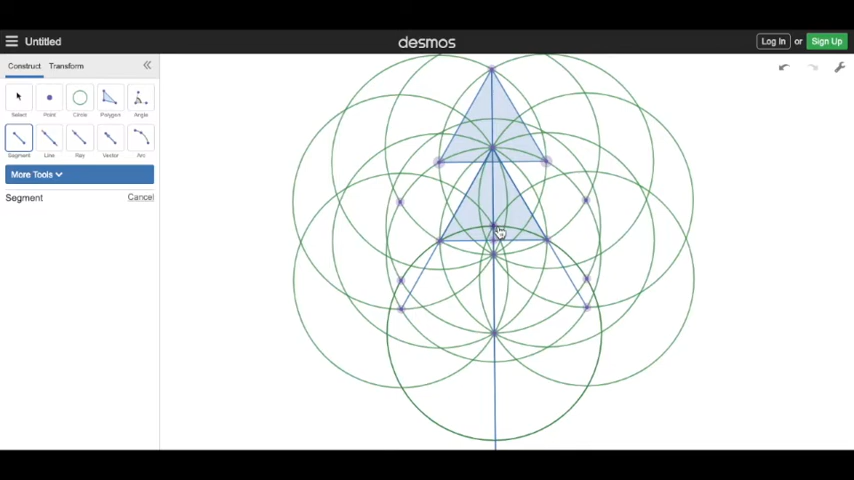 Untitled
desmos
Log In or Sign Up
Construct Transform
Select Point Circle Polygon Angle
Segment Line Ray Vector Arc
More Tools
Segment Cancel